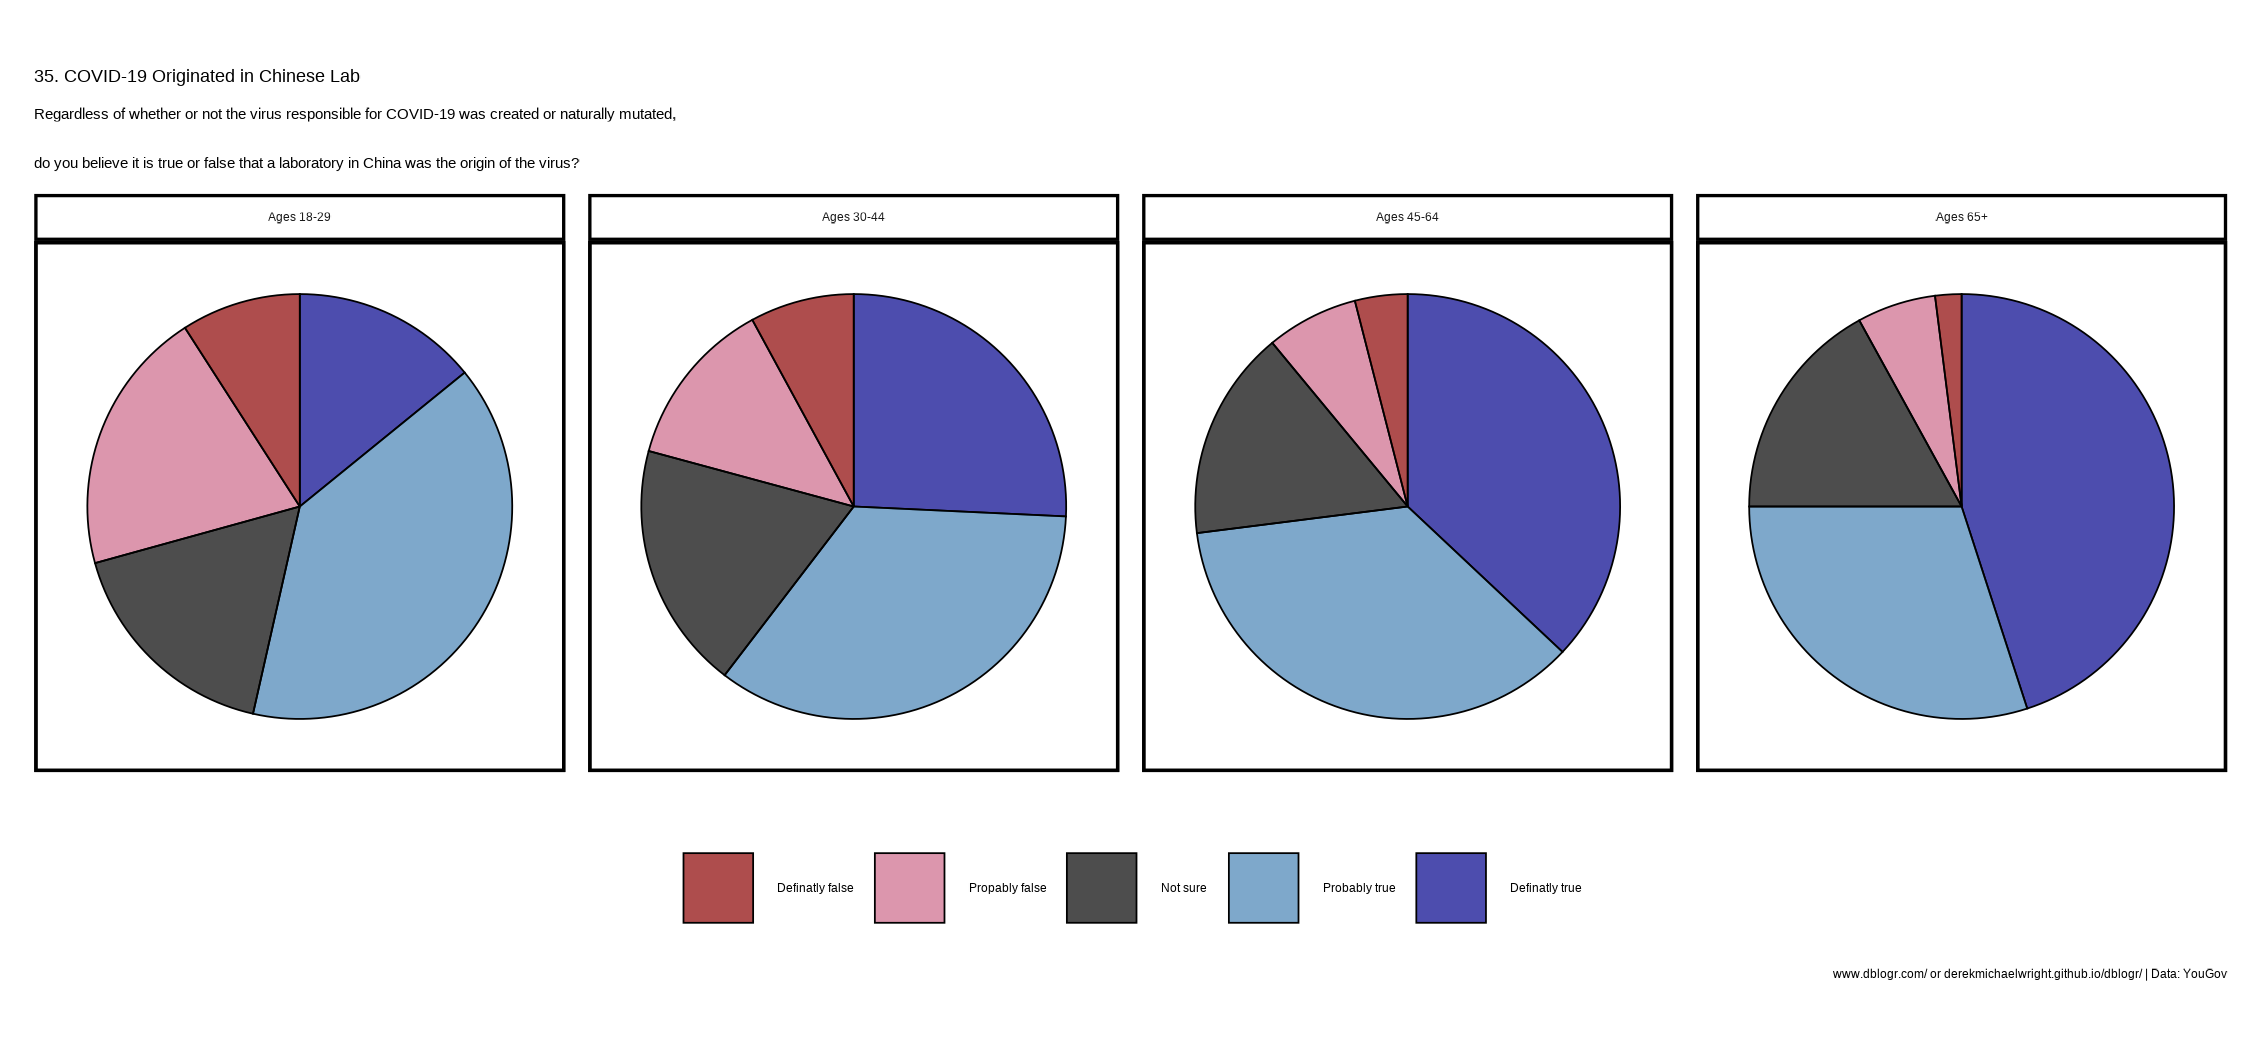 35. COVID-19 Originated in Chinese Lab
Regardless of whether or not the virus responsible for COVID-19 was created or naturally mutated,
do you believe it is true or false that a laboratory in China was the origin of the virus?
Ages 18-29
Ages 30-44
Ages 45-64
Ages 65+
Definatly false
Propably false
Not sure
Probably true
Definatly true
www.dblogr.com/ or derekmichaelwright.github.io/dblogr/ | Data: YouGov